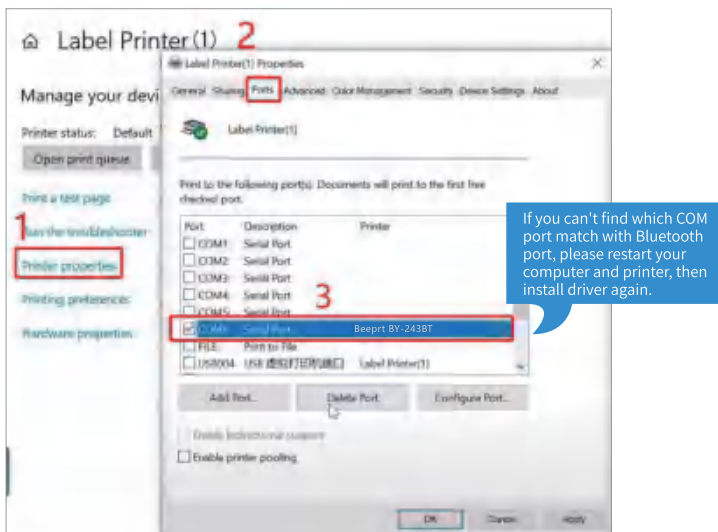 Label Printer(1)
2
Label Printer(1) Properties
Manage your devi
General Sharing Ports Advanced Color Management Security Device Settings About
Printer status: Default
Label Printer(1)
Open print queue
Print to the following port(s). Documents will print to the first free
checked port.
Print a test page
1
Run the troubleshooter
Port Description Printer
COM1 Serial Port
COM2 Serial Port
Printer properties
COM3 Serial Port
COM4 Serial Port
Printing preferences
COM5 Serial Port
3
Serial Port Beeprt BY-243BT
Hardware properties
FILE: Print to File
USB004 USB 虚拟打印机端口 Label Printer(1)
Add Port... Delete Port Configure Port...
Enable bidirectional support
Enable printer pooling
OK Cancel Apply
If you can't find which COM
port match with Bluetooth
port, please restart your
computer and printer, then
install driver again.